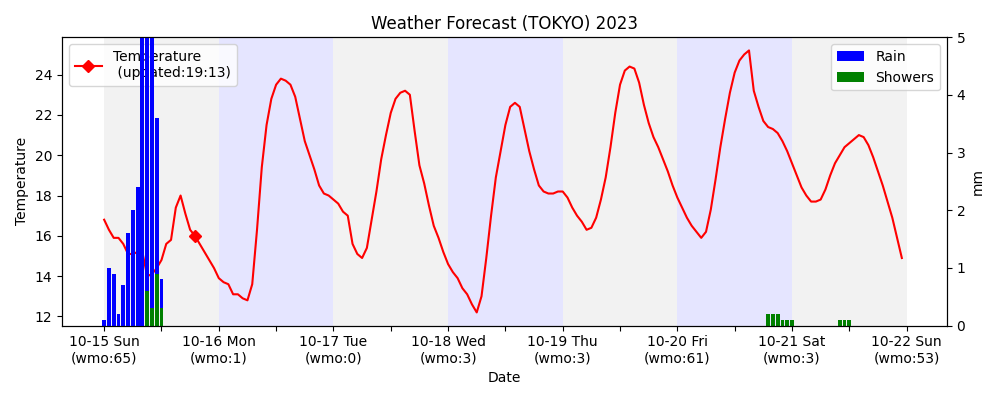 Weather Forecast (TOKYO) 2023
Temperature
(updated:19:13)
Rain
Showers
Temperature
24
22
20
18
16
14
12
5
4
3
2
1
0
mm
10-15 Sun
(wmo:65)
10-16 Mon
(wmo:1)
10-17 Tue
(wmo:0)
10-18 Wed
(wmo:3)
10-19 Thu
(wmo:3)
10-20 Fri
(wmo:61)
10-21 Sat
(wmo:3)
10-22 Sun
(wmo:53)
Date